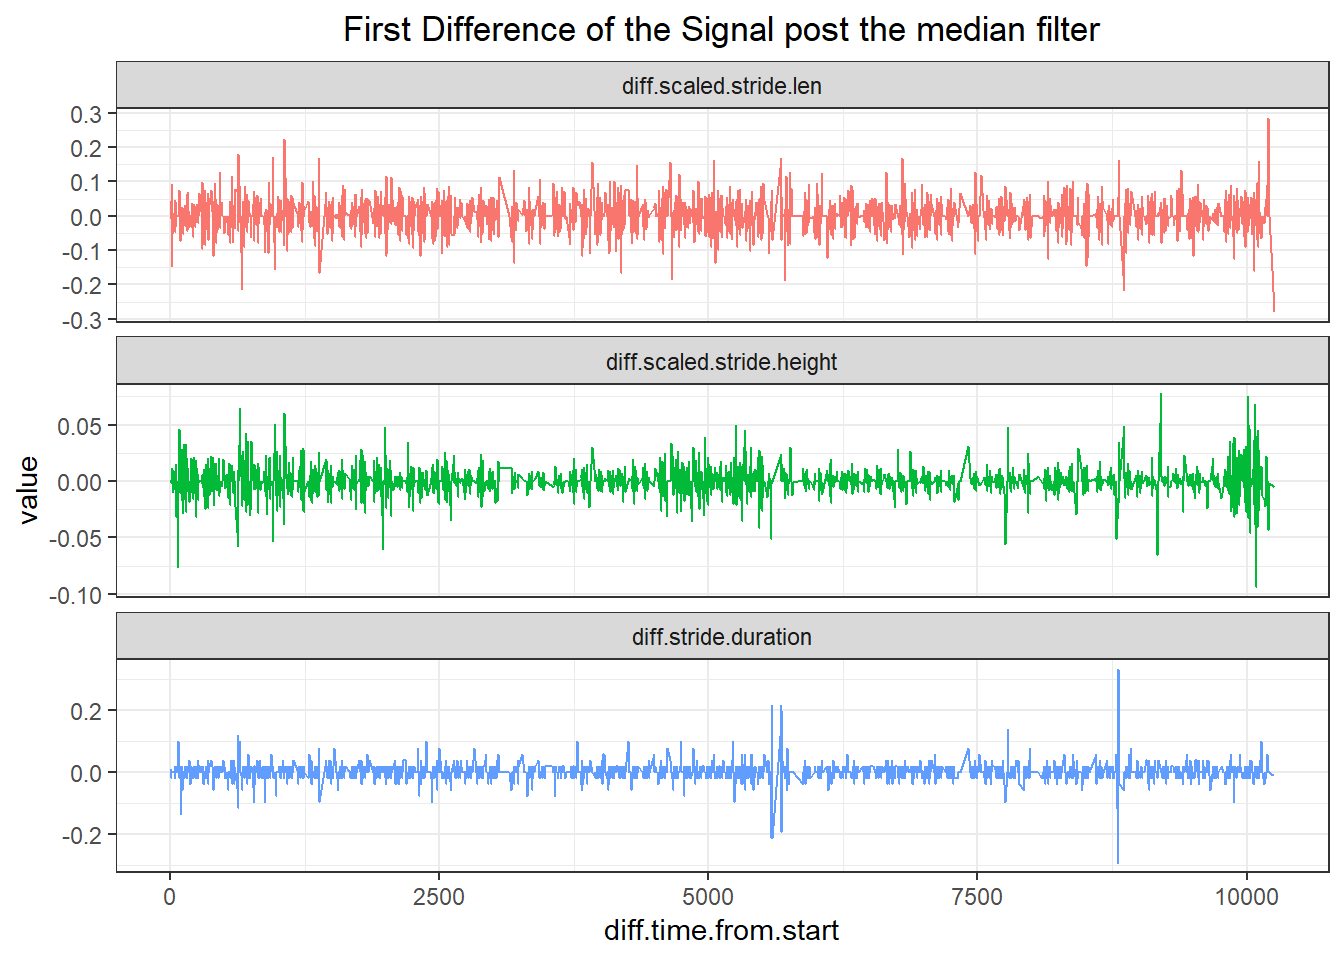 First Difference of the Signal post the median filter
diff.scaled.stride.len
0.3
0.2
0.1
0.0
-0.1
-0.2
-0.3
diff.scaled.stride.height
0.05
0.00
-0.05
-0.10
value
diff.stride.duration
0.2
0.0
-0.2
0 2500 5000 7500 10000
diff.time.from.start